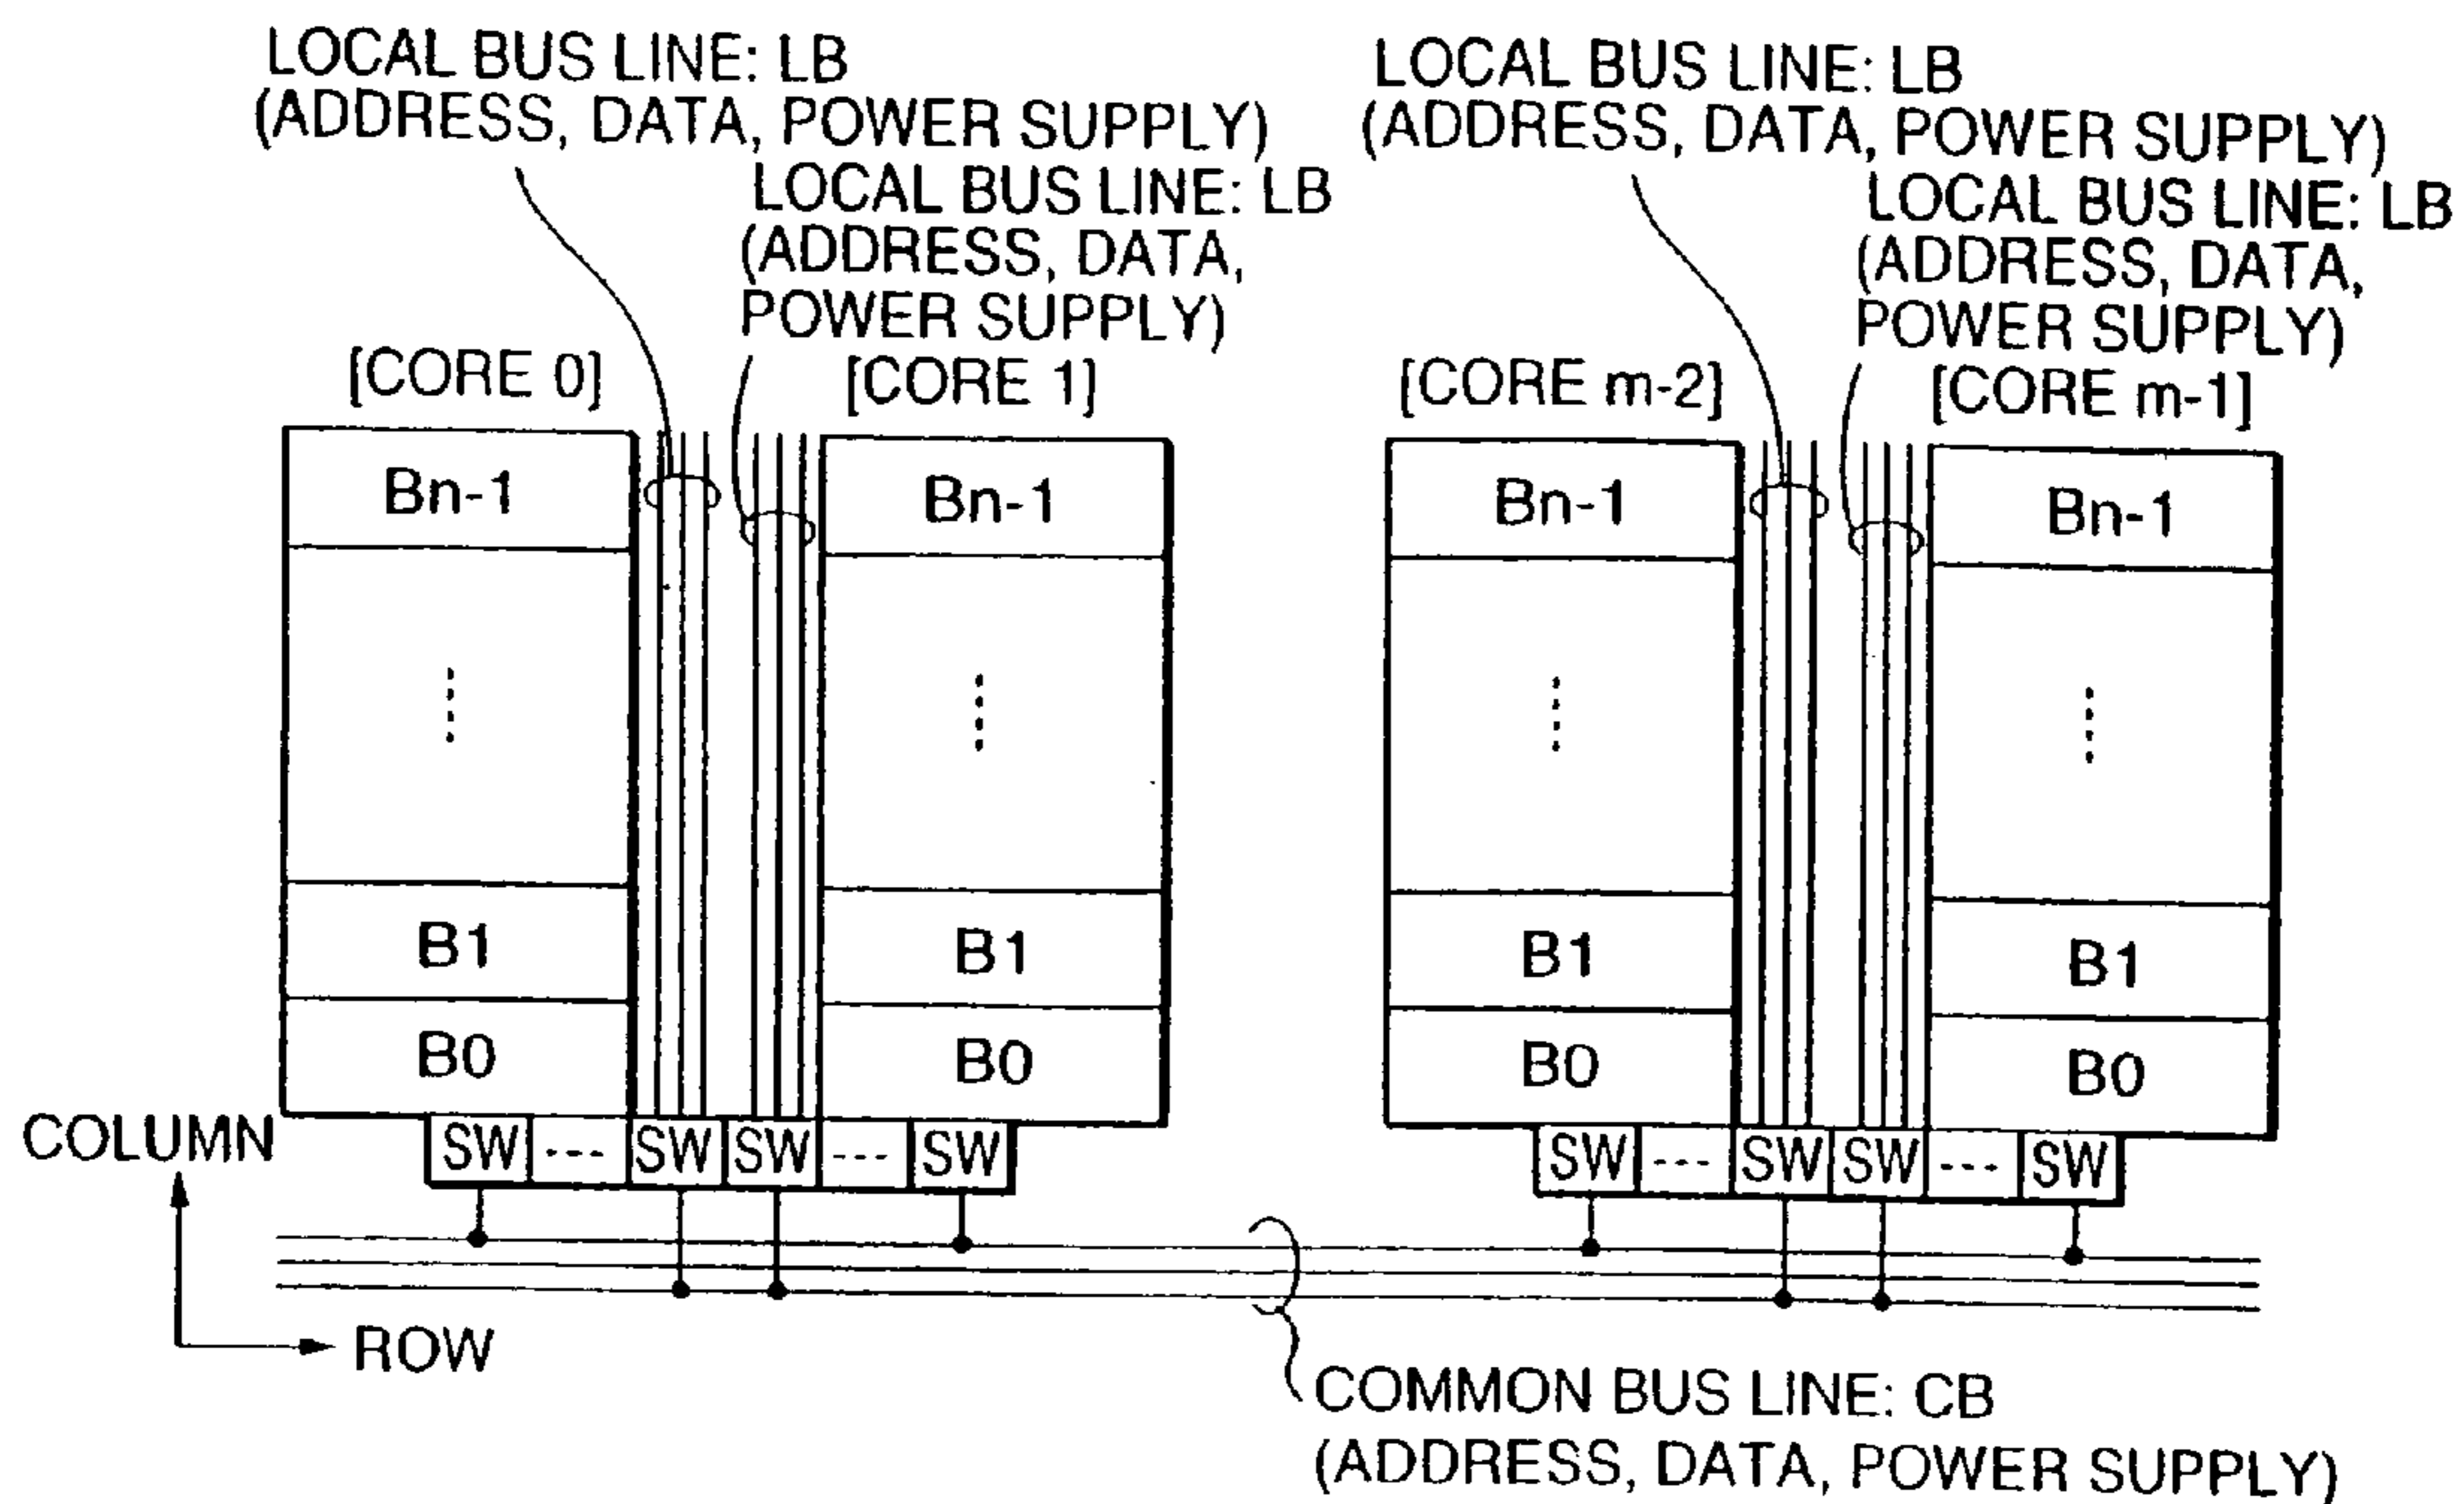 LOCAL BUS LINE: LB
(ADDRESS, DATA, POWER SUPPLY)
LOCAL BUS LINE: LB
(ADDRESS, DATA,
POWER SUPPLY)
LOCAL BUS LINE: LB
(ADDRESS, DATA, POWER SUPPLY)
LOCAL BUS LINE: LB
(ADDRESS, DATA,
POWER SUPPLY)
[CORE 0]
[CORE 1]
[CORE m-2]
[CORE m-1]
Bn-1
Bn-1
Bn-1
Bn-1
B1
B1
B1
B1
B0
B0
B0
B0
COLUMN
SW --- SW SW --- SW
SW --- SW SW --- SW
ROW
COMMON BUS LINE: CB
(ADDRESS, DATA, POWER SUPPLY)